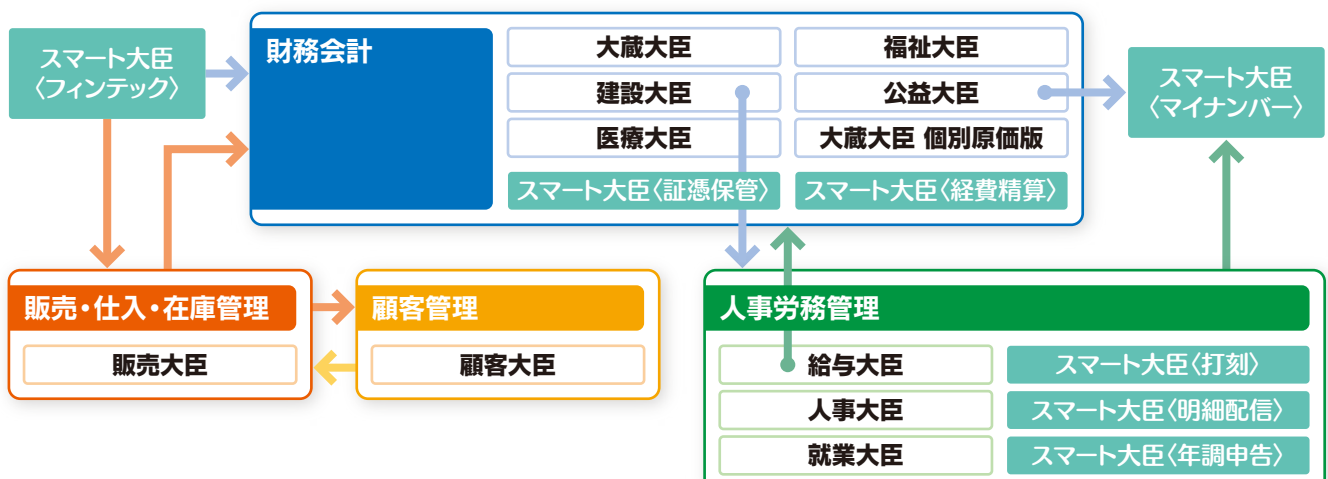 スマート大臣
〈フィンテック〉
財務会計
大蔵大臣
福祉大臣
建設大臣
公益大臣
医療大臣
大蔵大臣 個別原価版
スマート大臣〈証憑保管〉
スマート大臣〈経費精算〉
スマート大臣
〈マイナンバー〉
販売・仕入・在庫管理
販売大臣
顧客管理
顧客大臣
人事労務管理
給与大臣
スマート大臣〈打刻〉
人事大臣
スマート大臣〈明細配信〉
就業大臣
スマート大臣〈年調申告〉